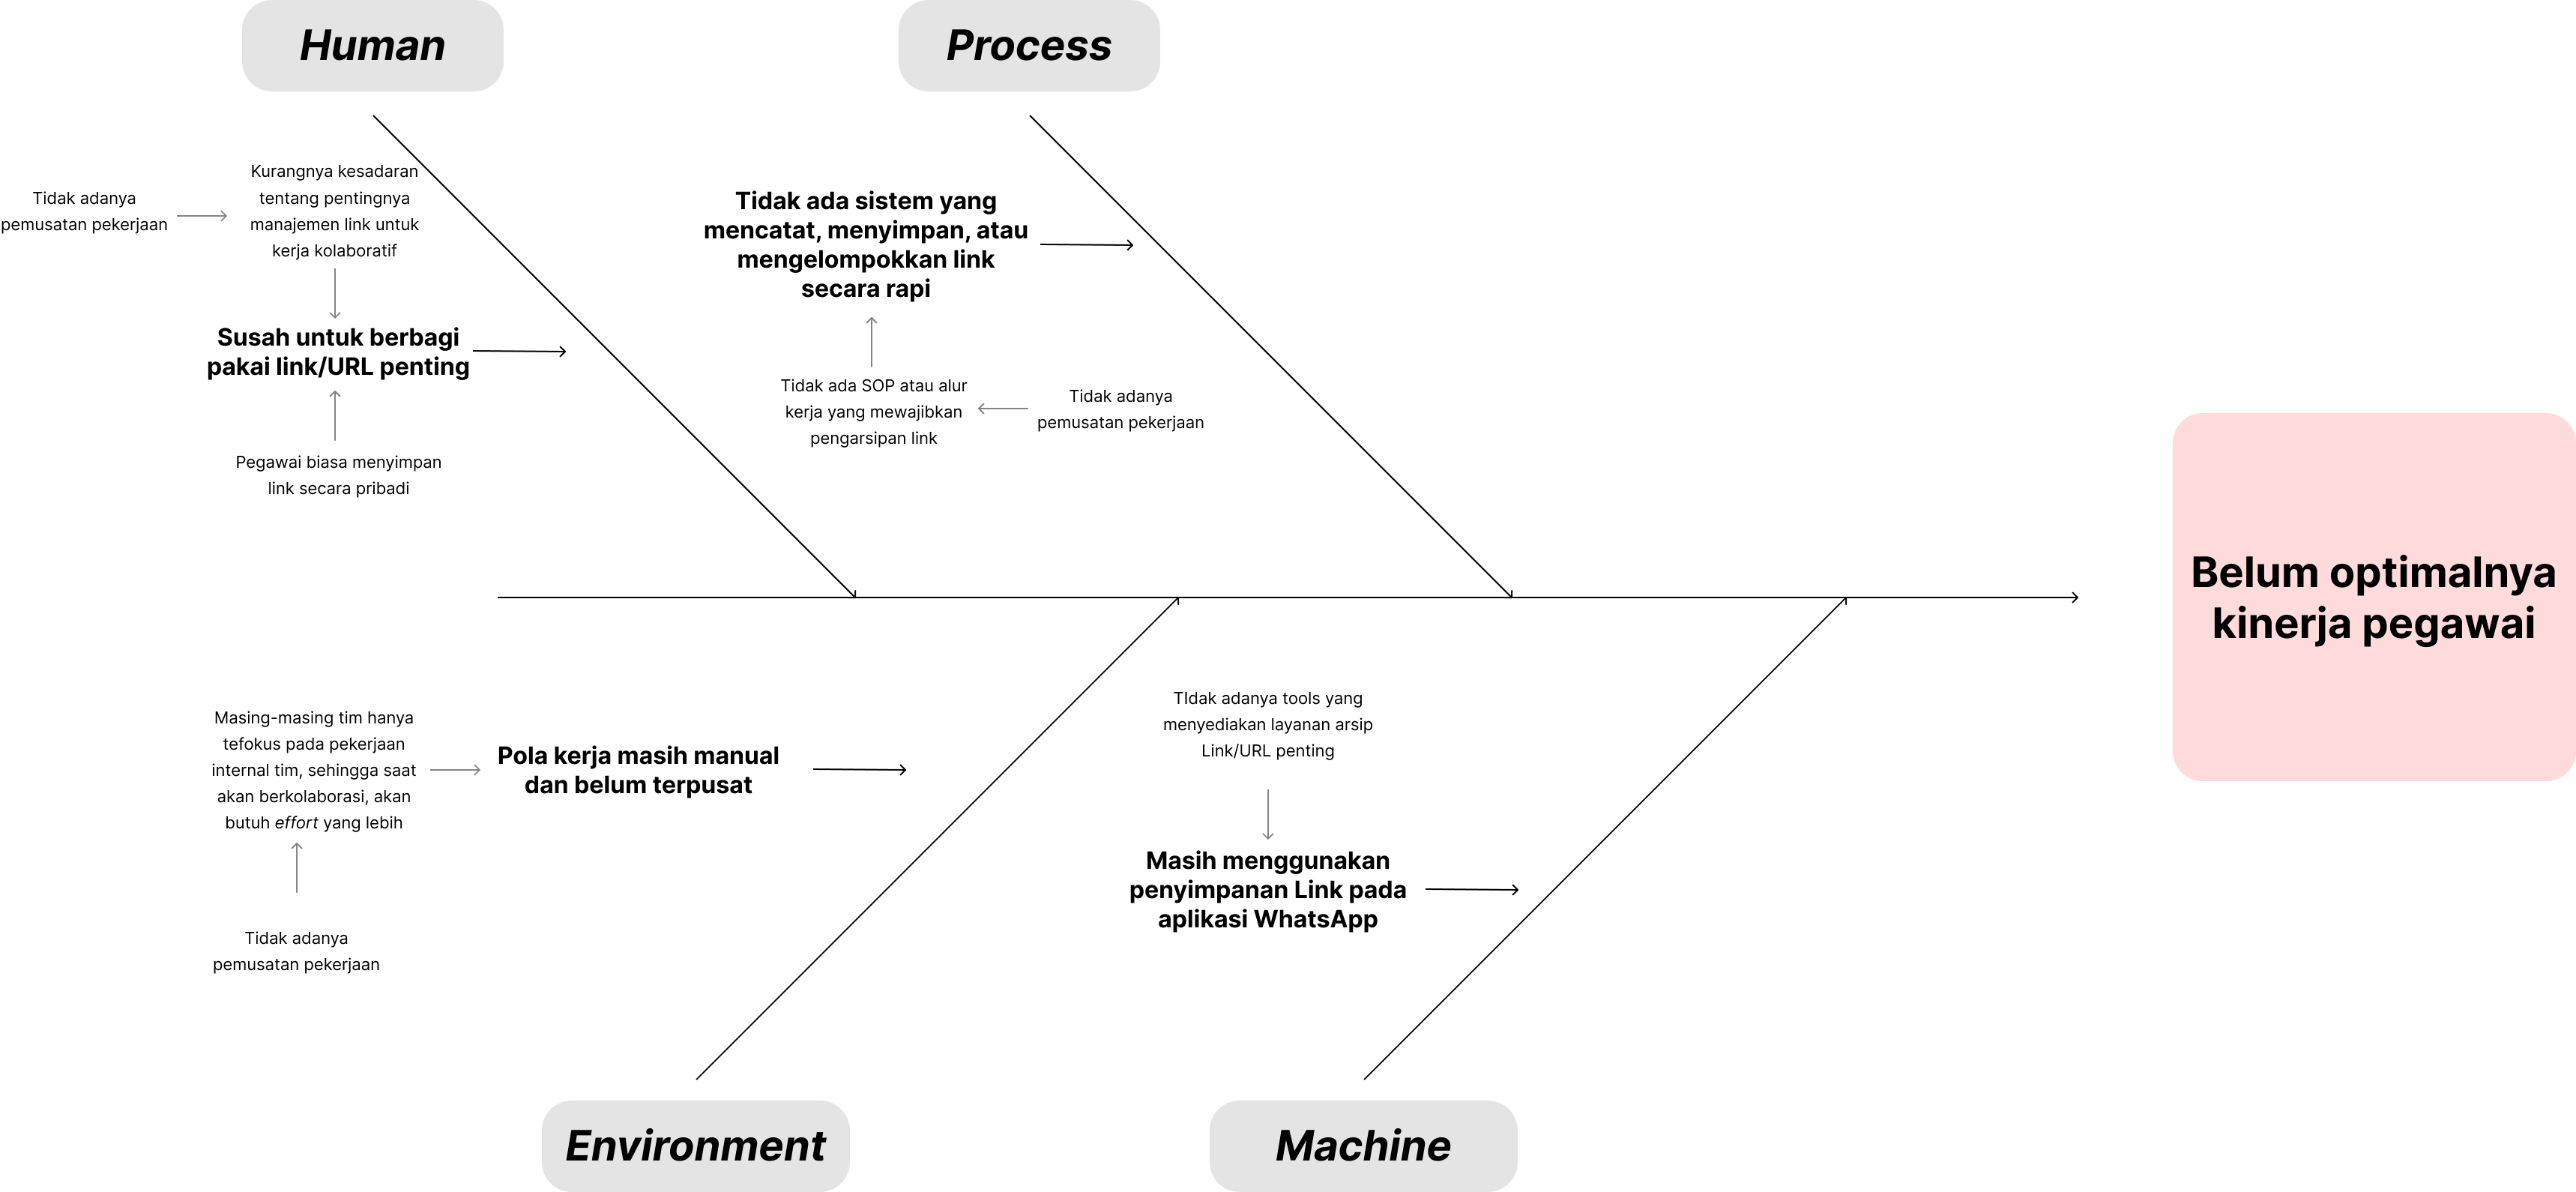 Human
Process
Kurangnya kesadaran
tentang pentingnya
manajemen link untuk
kerja kolaboratif
Tidak adanya
pemusatan pekerjaan
Susah untuk berbagi
pakai link/URL penting
Pegawai biasa menyimpan
link secara pribadi
Tidak ada sistem yang
mencatat, menyimpan, atau
mengelompokkan link
secara rapi
Tidak ada SOP atau alur
kerja yang mewajibkan
pengarsipan link
Tidak adanya
pemusatan pekerjaan
Belum optimalnya
kinerja pegawai
Masing-masing tim hanya
tefokus pada pekerjaan
internal tim, sehingga saat
akan berkolaborasi, akan
butuh effort yang lebih
Pola kerja masih manual
dan belum terpusat
Tidak adanya
pemusatan pekerjaan
TIdak adanya tools yang
menyediakan layanan arsip
Link/URL penting
Masih menggunakan
penyimpanan Link pada
aplikasi WhatsApp
Environment
Machine